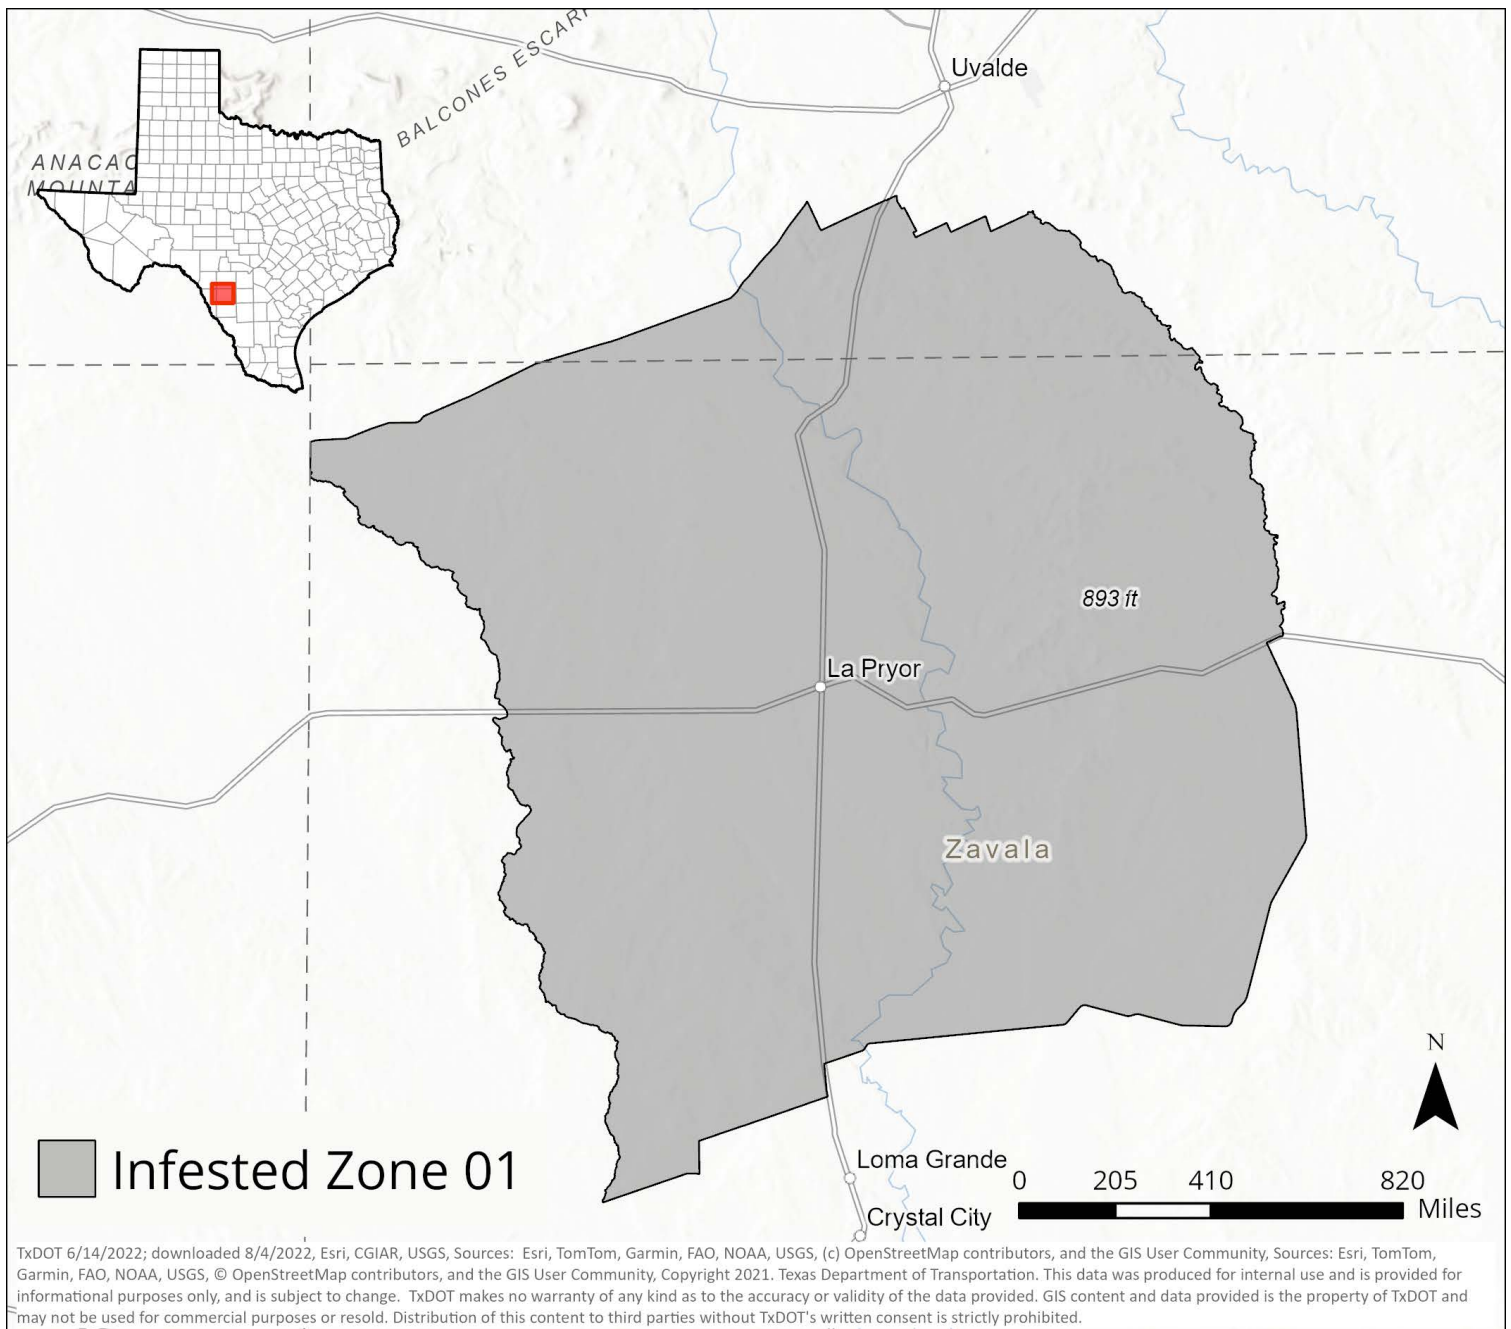 Uvalde
BALCONES ESCAR
ANACAC
MOUNTA
893 ft
La Pryor
Zavala
N
Infested Zone 01
Loma Grande
Crystal City
0 205 410 820
Miles
TxDOT 6/14/2022; downloaded 8/4/2022, Esri, CGIAR, USGS, Sources: Esri, TomTom, Garmin, FAO, NOAA, USGS, (c) OpenStreetMap contributors, and the GIS User Community, Sources: Esri, TomTom,
Garmin, FAO, NOAA, USGS, © OpenStreetMap contributors, and the GIS User Community, Copyright 2021. Texas Department of Transportation. This data was produced for internal use and is provided for
informational purposes only, and is subject to change. TxDOT makes no warranty of any kind as to the accuracy or validity of the data provided. GIS content and data provided is the property of TxDOT and
may not be used for commercial purposes or resold. Distribution of this content to third parties without TxDOT's written consent is strictly prohibited.